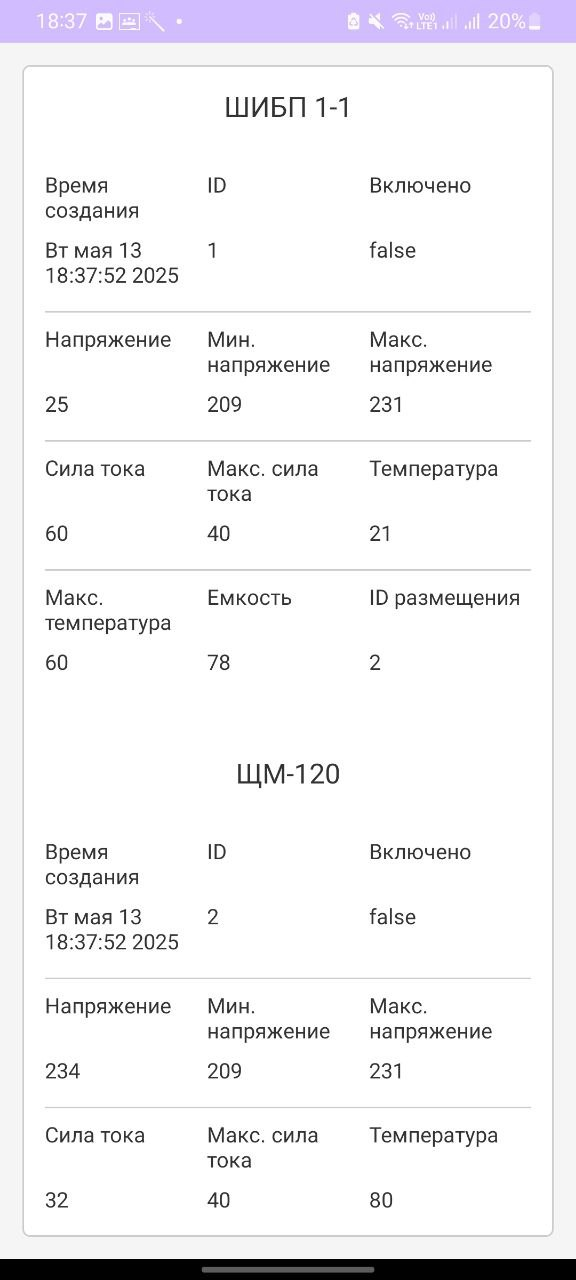 18:37 Vo) LTE1 20%
ШИБП 1-1
Время ID Включено
создания
Вт мая 13 1 false
18:37:52 2025
Напряжение Мин. Макс.
напряжение напряжение
25 209 231
Сила тока Макс. сила Температура
тока
60 40 21
Макс. Емкость ID размещения
температура
60 78 2
ЩМ-120
Время ID Включено
создания
Вт мая 13 2 false
18:37:52 2025
Напряжение Мин. Макс.
напряжение напряжение
234 209 231
Сила тока Макс. сила Температура
тока
32 40 80